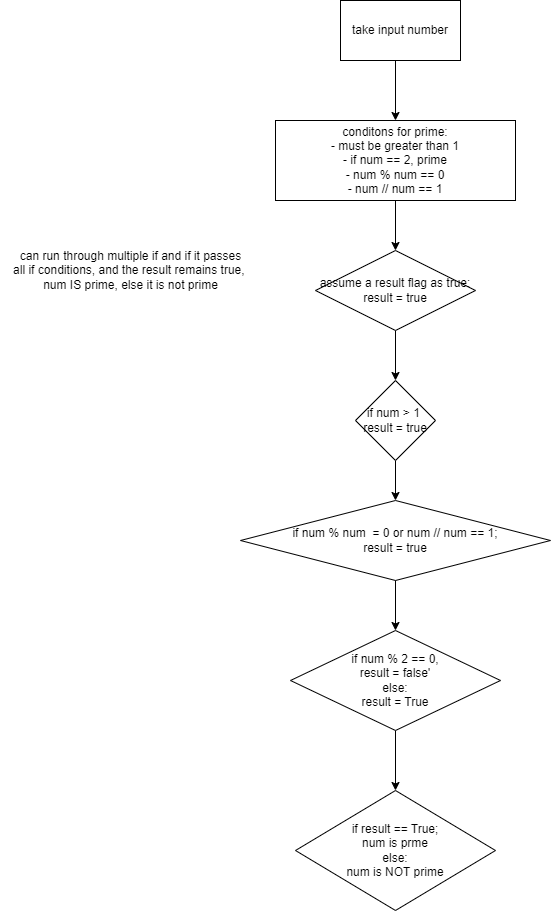 take input number
conditons for prime:
- must be greater than 1
- if num == 2, prime
- num % num == 0
- num // num == 1
can run through multiple if and if it passes
all if conditions, and the result remains true,
num IS prime, else it is not prime
assume a result flag as true:
result = true
if num > 1
result = true
if num % num  = 0 or num // num == 1;
result = true
if num % 2 == 0,
result = false'
else:
result = True
if result == True;
num is prme
else:
num is NOT prime